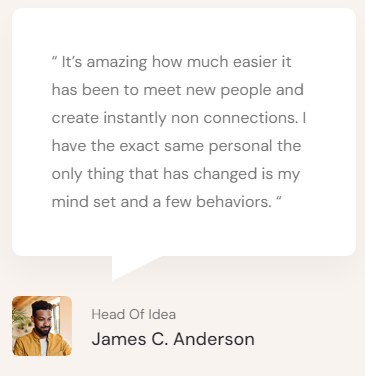 “ It’s amazing how much easier it
has been to meet new people and
create instantly non connections. I
have the exact same personal the
only thing that has changed is my
mind set and a few behaviors. “
Head Of Idea
James C. Anderson